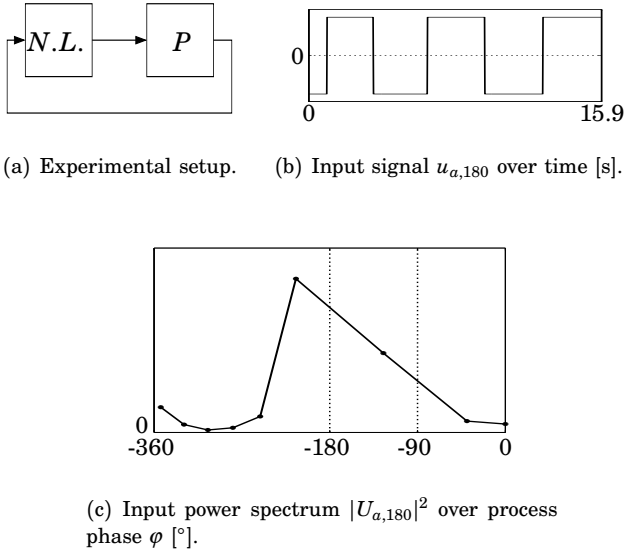 N.L.
P
0
0
15.9
(a) Experimental setup.
(b) Input signal u_{a,180} over time [s].
0
-360
-180
-90
0
(c) Input power spectrum |U_{a,180}|^2 over process
phase φ [°].